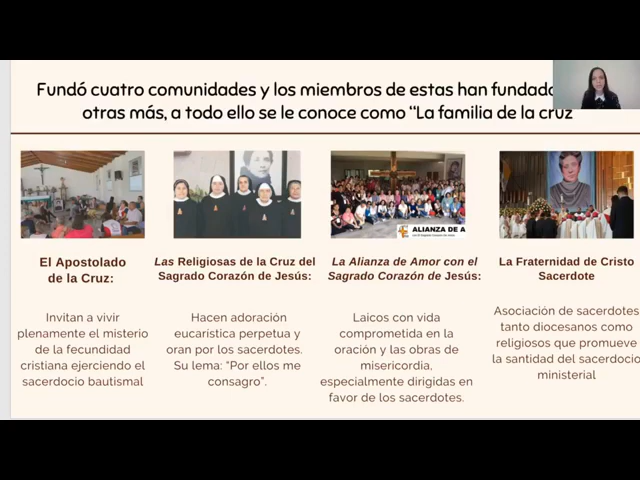 Fundó cuatro comunidades y los miembros de estas han fundado
otras más, a todo ello se le conoce como “La familia de la cruz
ALIANZA DE A
El Apostolado
de la Cruz:
Invitan a vivir
plenamente el misterio
de la fecundidad
cristiana ejerciendo el
sacerdocio bautismal
Las Religiosas de la Cruz del
Sagrado Corazón de Jesús:
Hacen adoración
eucarística perpetua y
oran por los sacerdotes.
Su lema: “Por ellos me
consagro”.
La Alianza de Amor con el
Sagrado Corazón de Jesús:
Laicos con vida
comprometida en la
oración y las obras de
misericordia,
especialmente dirigidas en
favor de los sacerdotes.
La Fraternidad de Cristo
Sacerdote
Asociación de sacerdotes
tanto diocesanos como
religiosos que promueve
la santidad del sacerdocio
ministerial